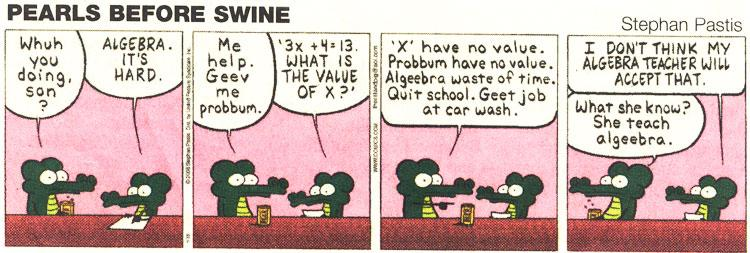 PEARLS BEFORE SWINE
Stephan Pastis
Whuh
you
doing,
son
?
ALGEBRA.
IT'S
HARD.
Me
help.
Geev
me
probbum.
'3x +4=13.
WHAT IS
THE VALUE
OF X?'
'X' have no value.
Probbum have no value.
Algeebra waste of time.
Quit school. Geet job
at car wash.
I DON'T THINK MY
ALGEBRA TEACHER WILL
ACCEPT THAT.
What she know?
She teach
algeebra.
www.comics.com